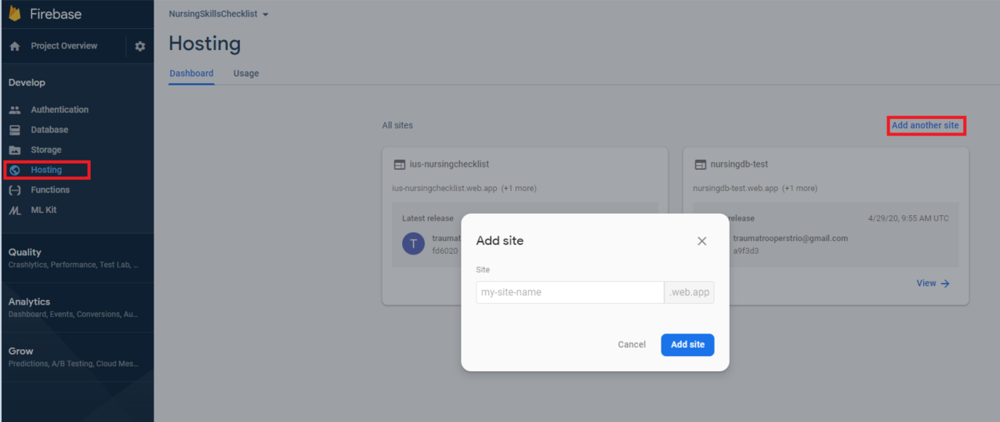 Firebase
Project Overview
Develop
Authentication
Database
Storage
Hosting
Functions
ML Kit
Quality
Crashlytics, Performance, Test Lab, ...
Analytics
Dashboard, Events, Conversions, Au...
Grow
Predictions, A/B Testing, Cloud Mes...
NursingSkillsChecklist
Hosting
Dashboard Usage
All sites
Add another site
ius-nursingchecklist
ius-nursingchecklist.web.app (+1 more)
Latest release
T
traumat
fd6020
nursingdb-test
nursingdb-test.web.app (+1 more)
release 4/29/20, 9:55 AM UTC
traumatrooperstrio@gmail.com
a9f3d3
View
Add site
Site
my-site-name .web.app
Cancel Add site